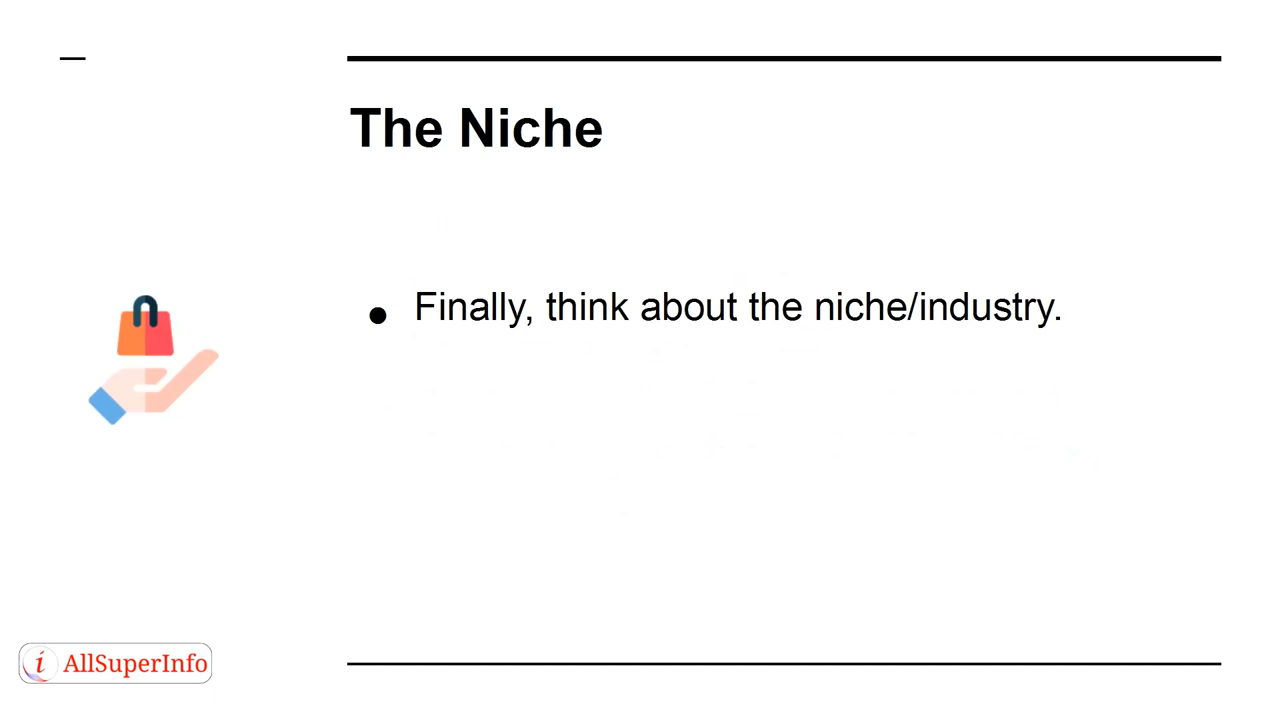 The Niche
● Finally, think about the niche/industry.
i AllSuperInfo